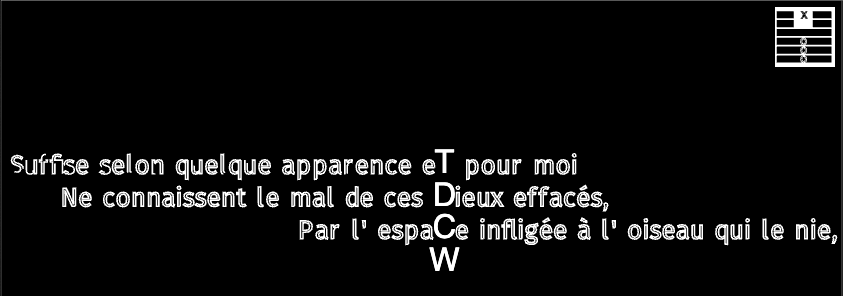 X
Suffise selon quelque apparence eT pour moi
Ne connaissent le mal de ces Dieux effacés,
Par l' espaCe infligée à l' oiseau qui le nie,
W